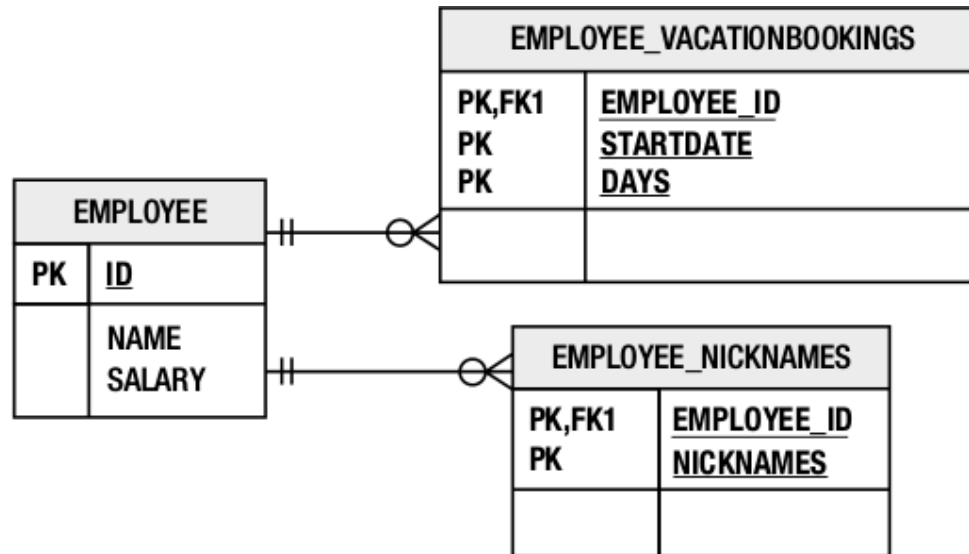 EMPLOYEE_VACATIONBOOKINGS
PK,FK1 EMPLOYEE_ID
PK STARTDATE
PK DAYS
EMPLOYEE
PK ID
NAME
SALARY
EMPLOYEE_NICKNAMES
PK,FK1 EMPLOYEE_ID
PK NICKNAMES